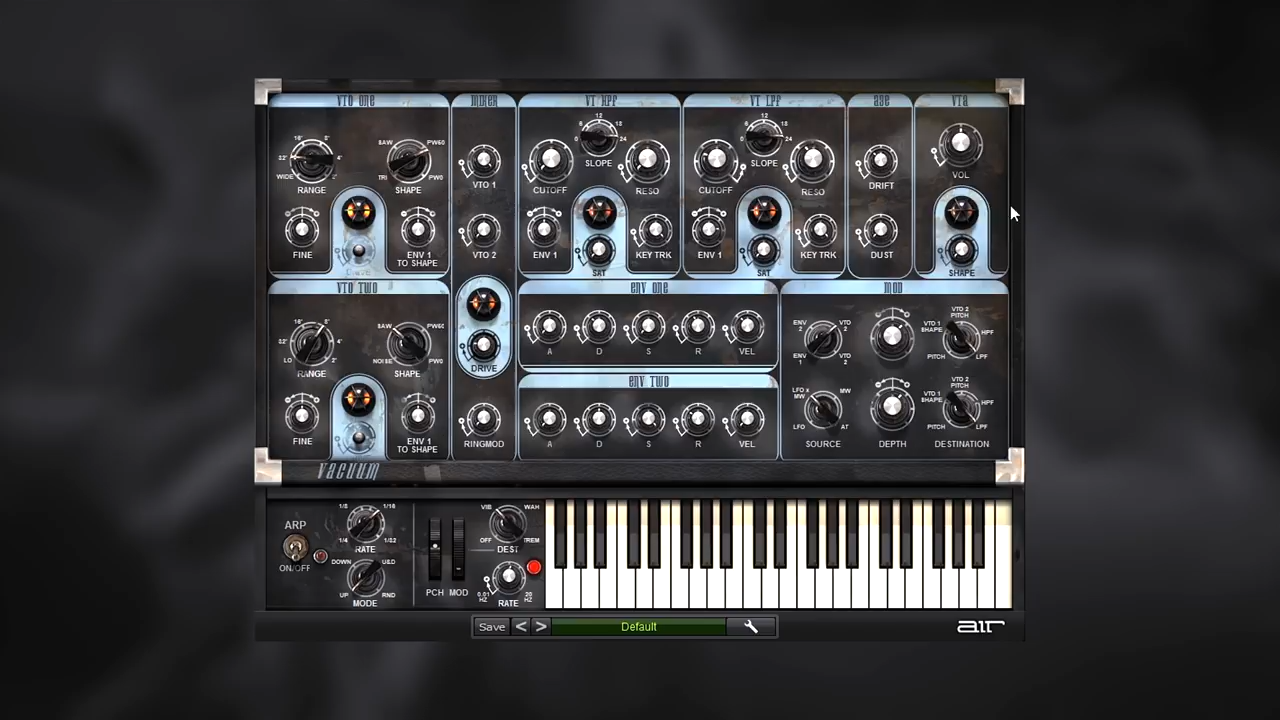 VTO ONE
MIXER
VT HPF
VT LPF
AGE
VTA
16' 8'
32' 4'
WIDE 2'
RANGE
SAW PW50
TRI PW0
SHAPE
VTO 1
6 12 18
0 24
SLOPE
CUTOFF
RESO
6 12 18
0 24
SLOPE
CUTOFF
RESO
DRIFT
VOL
FINE
ENV 1
TO SHAPE
VTO 2
ENV 1
SAT
KEY TRK
ENV 1
SAT
KEY TRK
DUST
SHAPE
VTO TWO
ENV ONE
MOD
16' 8'
32' 4'
LO 2'
RANGE
SAW PW50
NOISE PW0
SHAPE
DRIVE
A D S R VEL
ENV 2 VTO 2
ENV 1 VTO 2
VTO 2 PITCH
VTO 1 SHAPE HPF
PITCH LPF
ENV TWO
FINE
ENV 1
TO SHAPE
RINGMOD
A D S R VEL
LFO x MW MW
LFO AT
VTO 2 PITCH
VTO 1 SHAPE HPF
PITCH LPF
SOURCE DEPTH DESTINATION
VACUUM
ARP
ON/OFF
1/8 1/16
1/4 1/32
RATE
DOWN U&D
UP RND
MODE
PCH MOD
VIB WAH
OFF TREM
DEST
0.01 HZ 20 HZ
RATE
Save < > Default
AIR